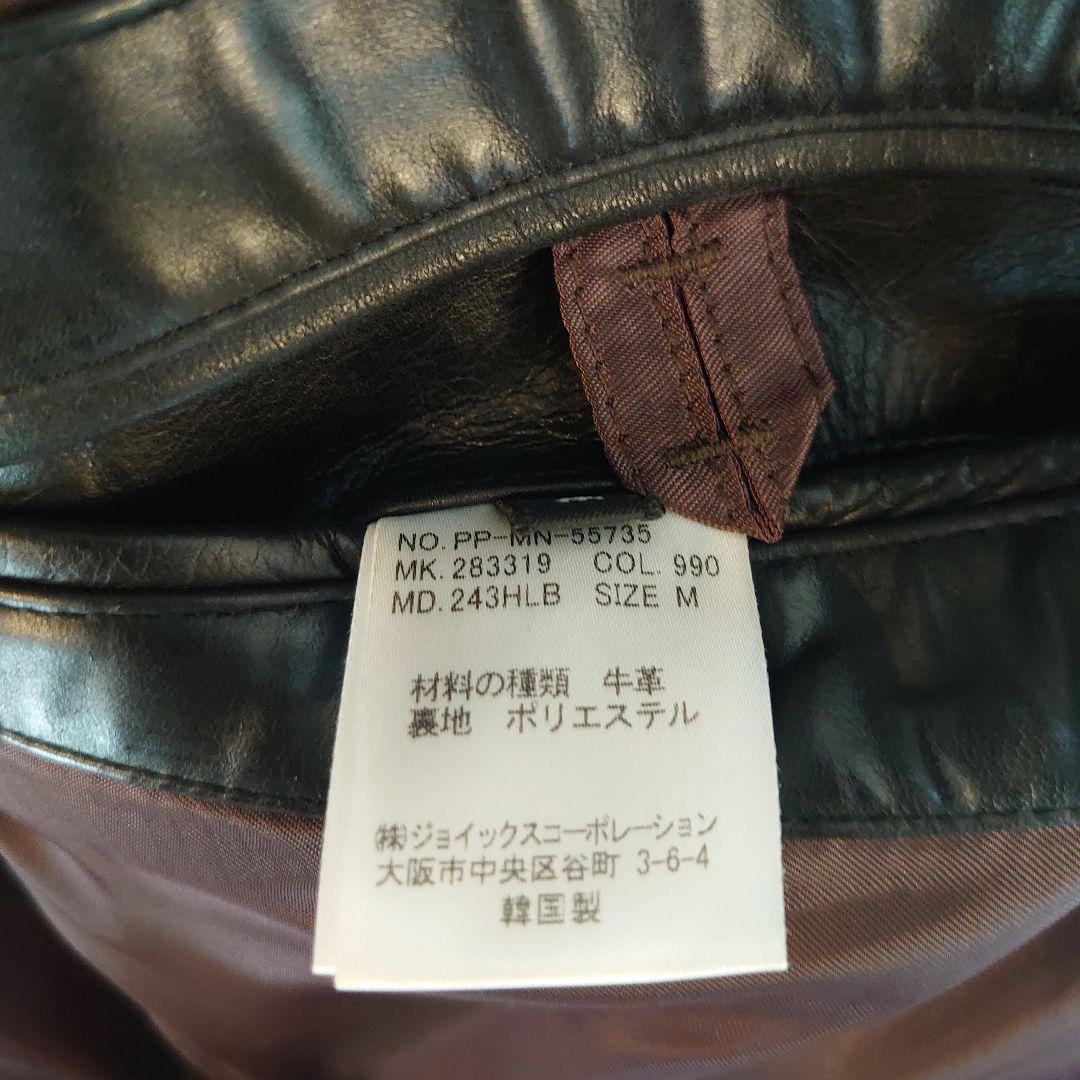 NO.PP-MN-55735
MK.283319 COL.990
MD.243HLB SIZE M
材料の種類 牛革
裏地 ポリエステル
㈱ジョイックスコーポレーション
大阪市中央区谷町 3-6-4
韓国製